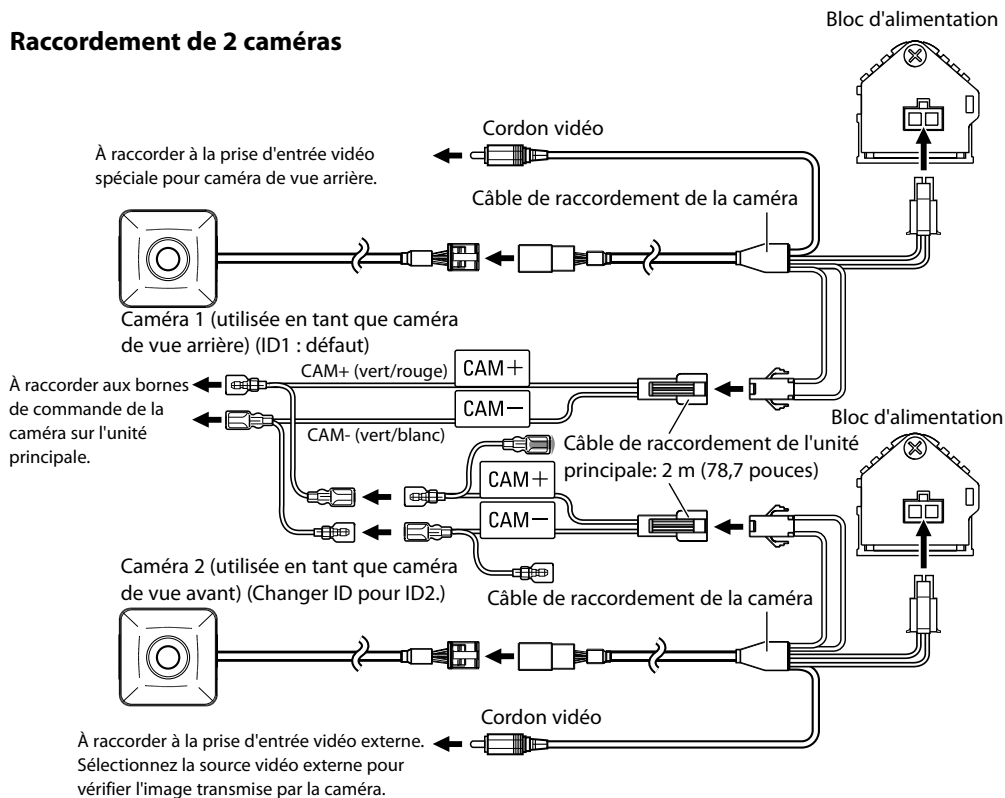 Raccordement de 2 caméras
Bloc d'alimentation
Cordon vidéo
À raccorder à la prise d'entrée vidéo
spéciale pour caméra de vue arrière.
Câble de raccordement de la caméra
Caméra 1 (utilisée en tant que caméra
de vue arrière) (ID1 : défaut)
CAM+ (vert/rouge)
CAM+
À raccorder aux bornes
de commande de la
caméra sur l'unité
principale.
CAM−
CAM- (vert/blanc)
Bloc d'alimentation
Câble de raccordement de l'unité
principale: 2 m (78,7 pouces)
CAM+
CAM−
Caméra 2 (utilisée en tant que caméra
de vue avant) (Changer ID pour ID2.)
Câble de raccordement de la caméra
Cordon vidéo
À raccorder à la prise d'entrée vidéo externe.
Sélectionnez la source vidéo externe pour
vérifier l'image transmise par la caméra.